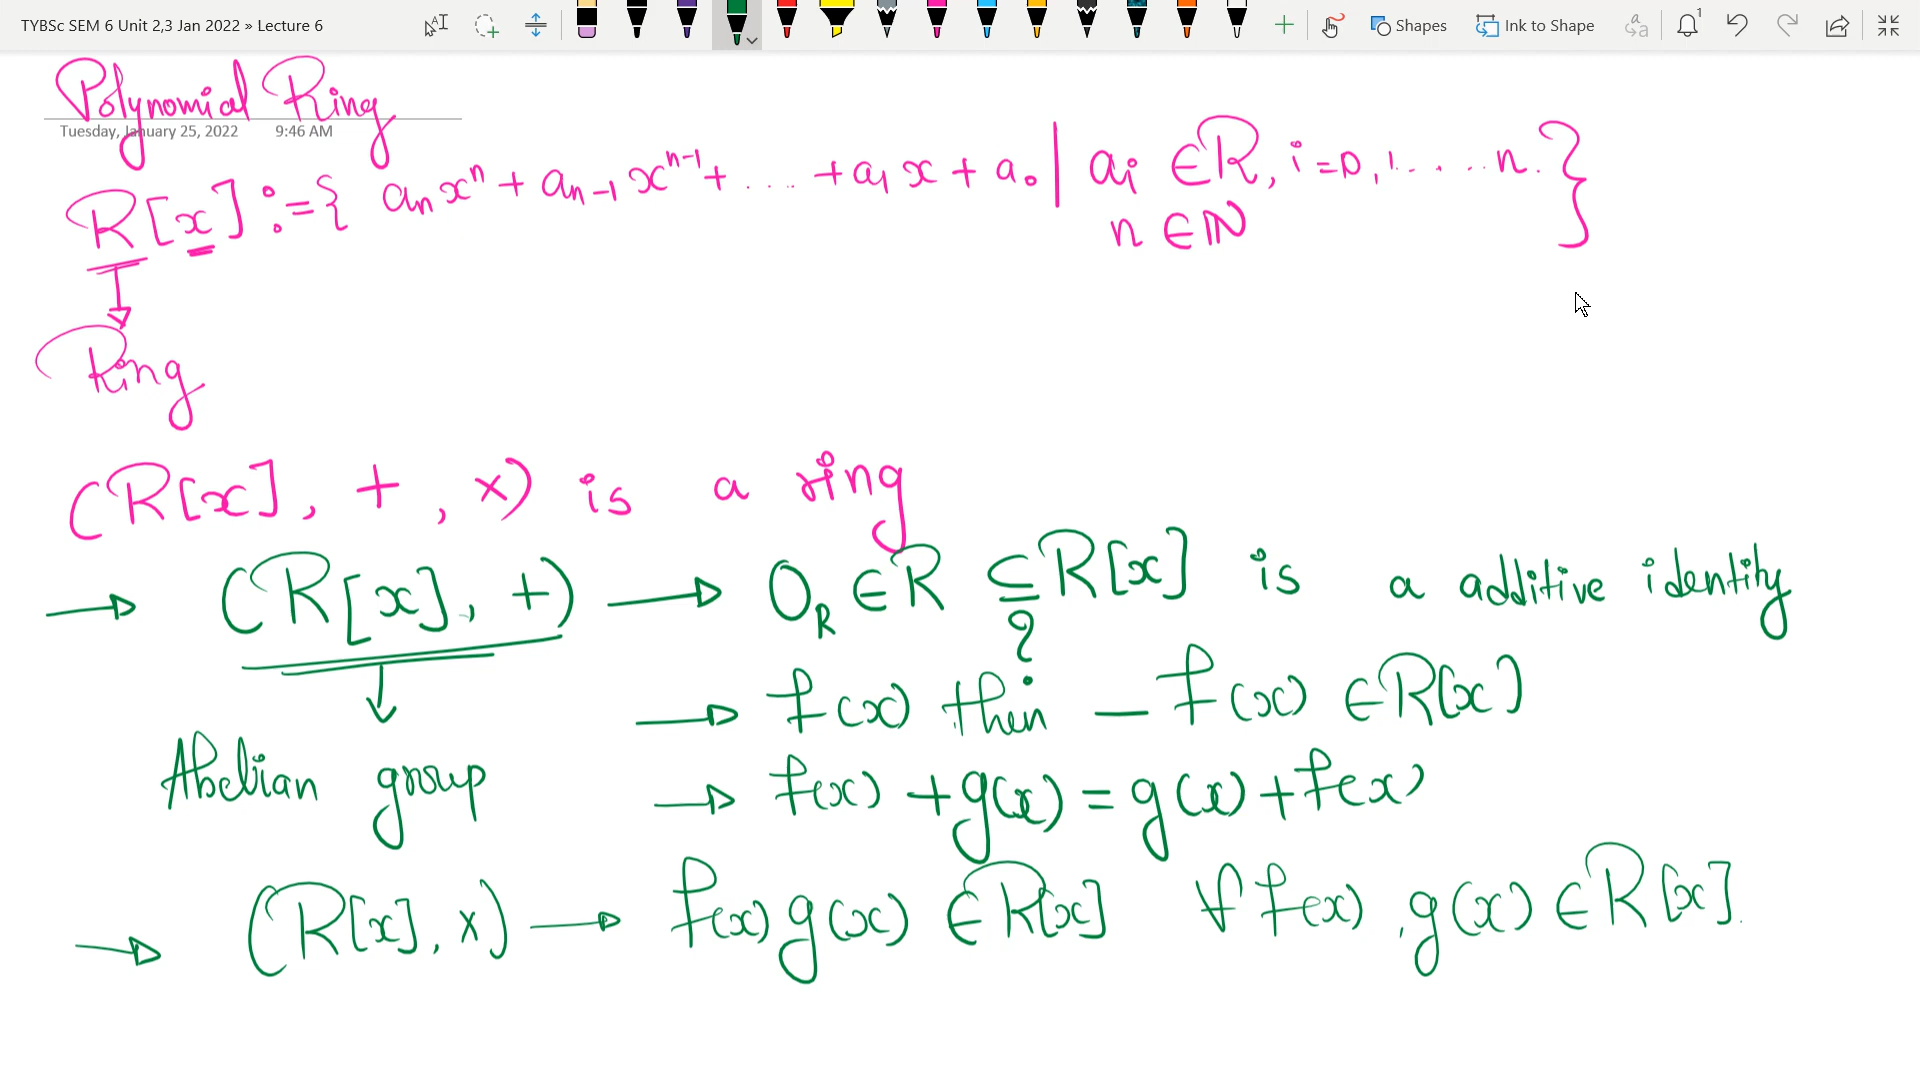 TYBSc SEM 6 Unit 2,3 Jan 2022 » Lecture 6
Shapes
Ink to Shape
1
Polynomial Ring
Tuesday, January 25, 2022 9:46 AM
R[x] := { aₙxⁿ + aₙ₋₁xⁿ⁻¹ + .... + a₁x + a₀ | aᵢ ∈ R, i=0,1.....n. }
n ∈ ℕ
Ring
(R[x], +, ×) is a ring
→ (R[x], +) → 0_R ∈ R ⊆ R[x] is a additive identity
?
→ f(x) then – f(x) ∈ R[x]
Abelian group
→ f(x) + g(x) = g(x) + f(x)
→ (R[x], ×) → f(x) g(x) ∈ R[x] ∀ f(x), g(x) ∈ R[x].